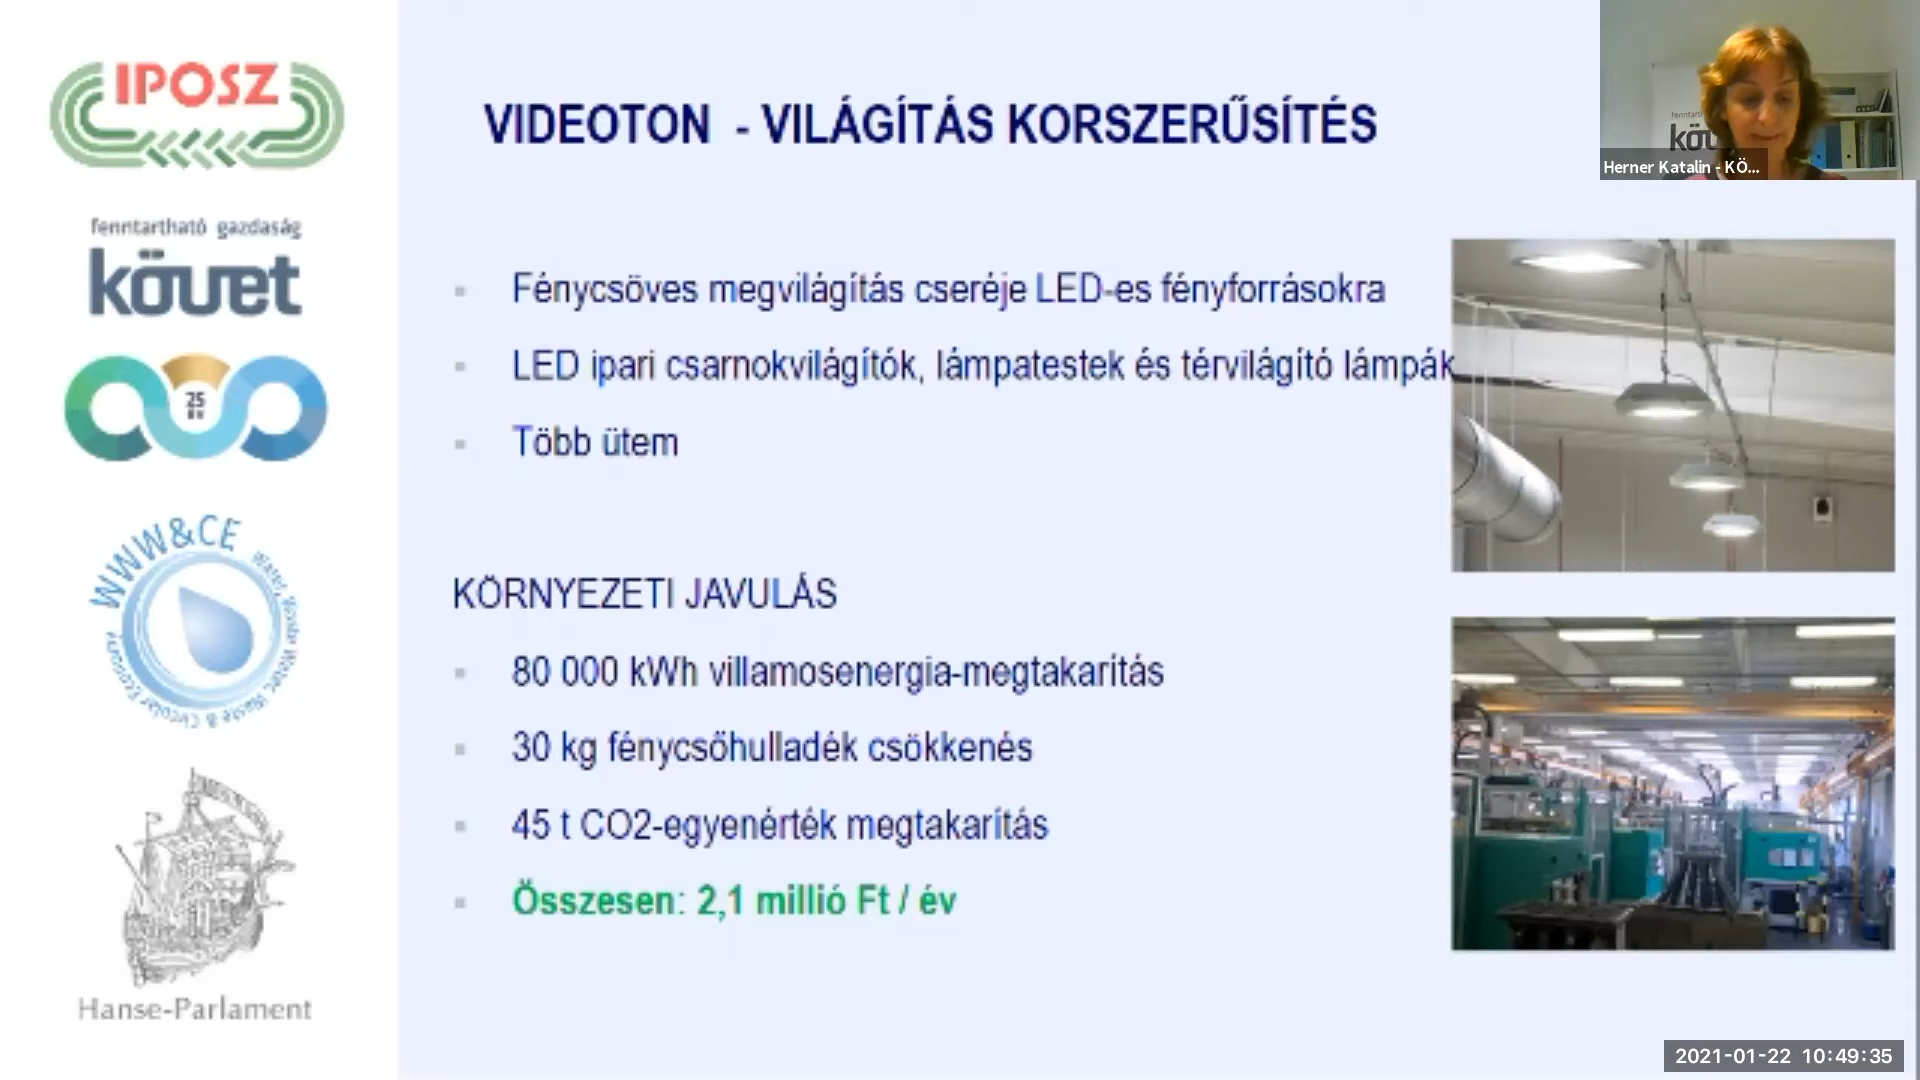 IPOSZ
fenntartható gazdaság
követ
25
év
WWW&CE
Hanse-Parlament
VIDEOTON - VILÁGÍTÁS KORSZERŰSÍTÉS
Fénycsöves megvilágítás cseréje LED-es fényforrásokra
LED ipari csarnokvilágítók, lámpatestek és térvilágító lámpák
Több ütem
KÖRNYEZETI JAVULÁS
80 000 kWh villamosenergia-megtakarítás
30 kg fénycsőhulladék csökkenés
45 t CO2-egyenérték megtakarítás
Összesen: 2,1 millió Ft / év
Herner Katalin - KÖ...
2021-01-22 10:49:35